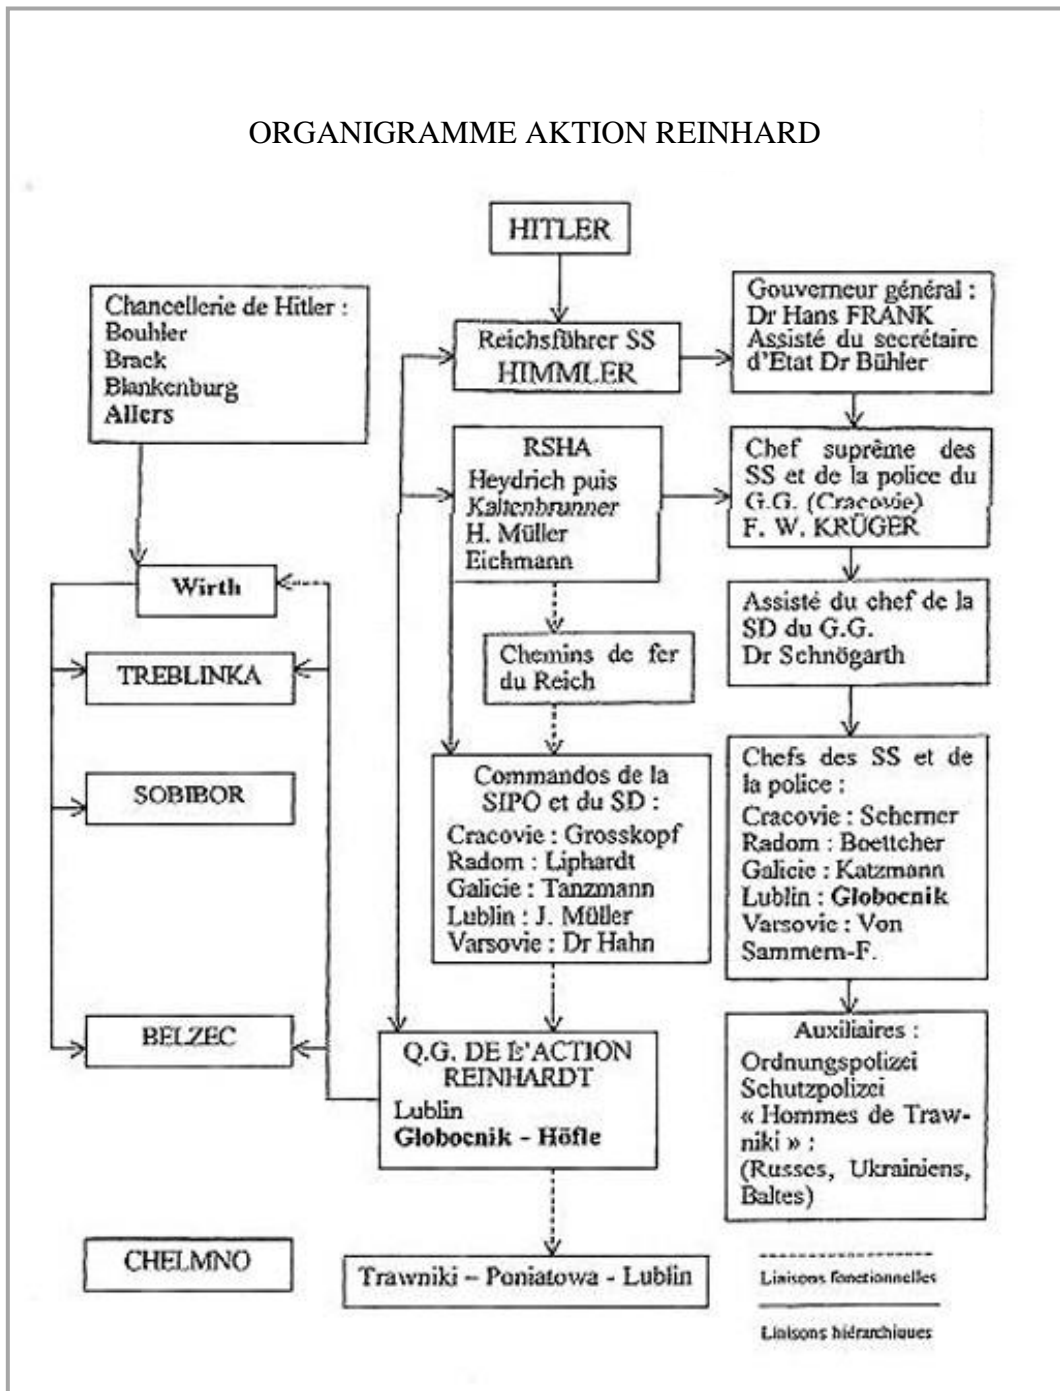 ORGANIGRAMME AKTION REINHARD
HITLER
Chancellerie de Hitler :
Bouhler
Brack
Blankenburg
Allers
Reichsführer SS
HIMMLER
Gouverneur général :
Dr Hans FRANK
Assisté du secrétaire
d'Etat Dr Bühler
RSHA
Heydrich puis
Kaltenbrunner
H. Müller
Eichmann
Chef suprême des
SS et de la police du
G.G. (Cracovie)
F. W. KRÜGER
Wirth
Assisté du chef de la
SD du G.G.
Dr Schnögarth
Chemins de fer
du Reich
TREBLINKA
SOBIBOR
BELZEC
Commandos de la
SIPO et du SD :
Cracovie : Grosskopf
Radom : Liphardt
Galicie : Tanzmann
Lublin : J. Müller
Varsovie : Dr Hahn
Chefs des SS et de
la police :
Cracovie : Scherner
Radom : Boettcher
Galicie : Katzmann
Lublin : Globocnik
Varsovie : Von
Sammern-F.
Q.G. DE L'ACTION
REINHARDT
Lublin
Globocnik - Höfle
Auxiliaires :
Ordnungspolizei
Schutzpolizei
« Hommes de Traw-
niki » :
(Russes, Ukrainiens,
Baltes)
CHELMNO
Trawniki – Poniatowa - Lublin
Liaisons fonctionnelles
Liaisons hiérarchiques